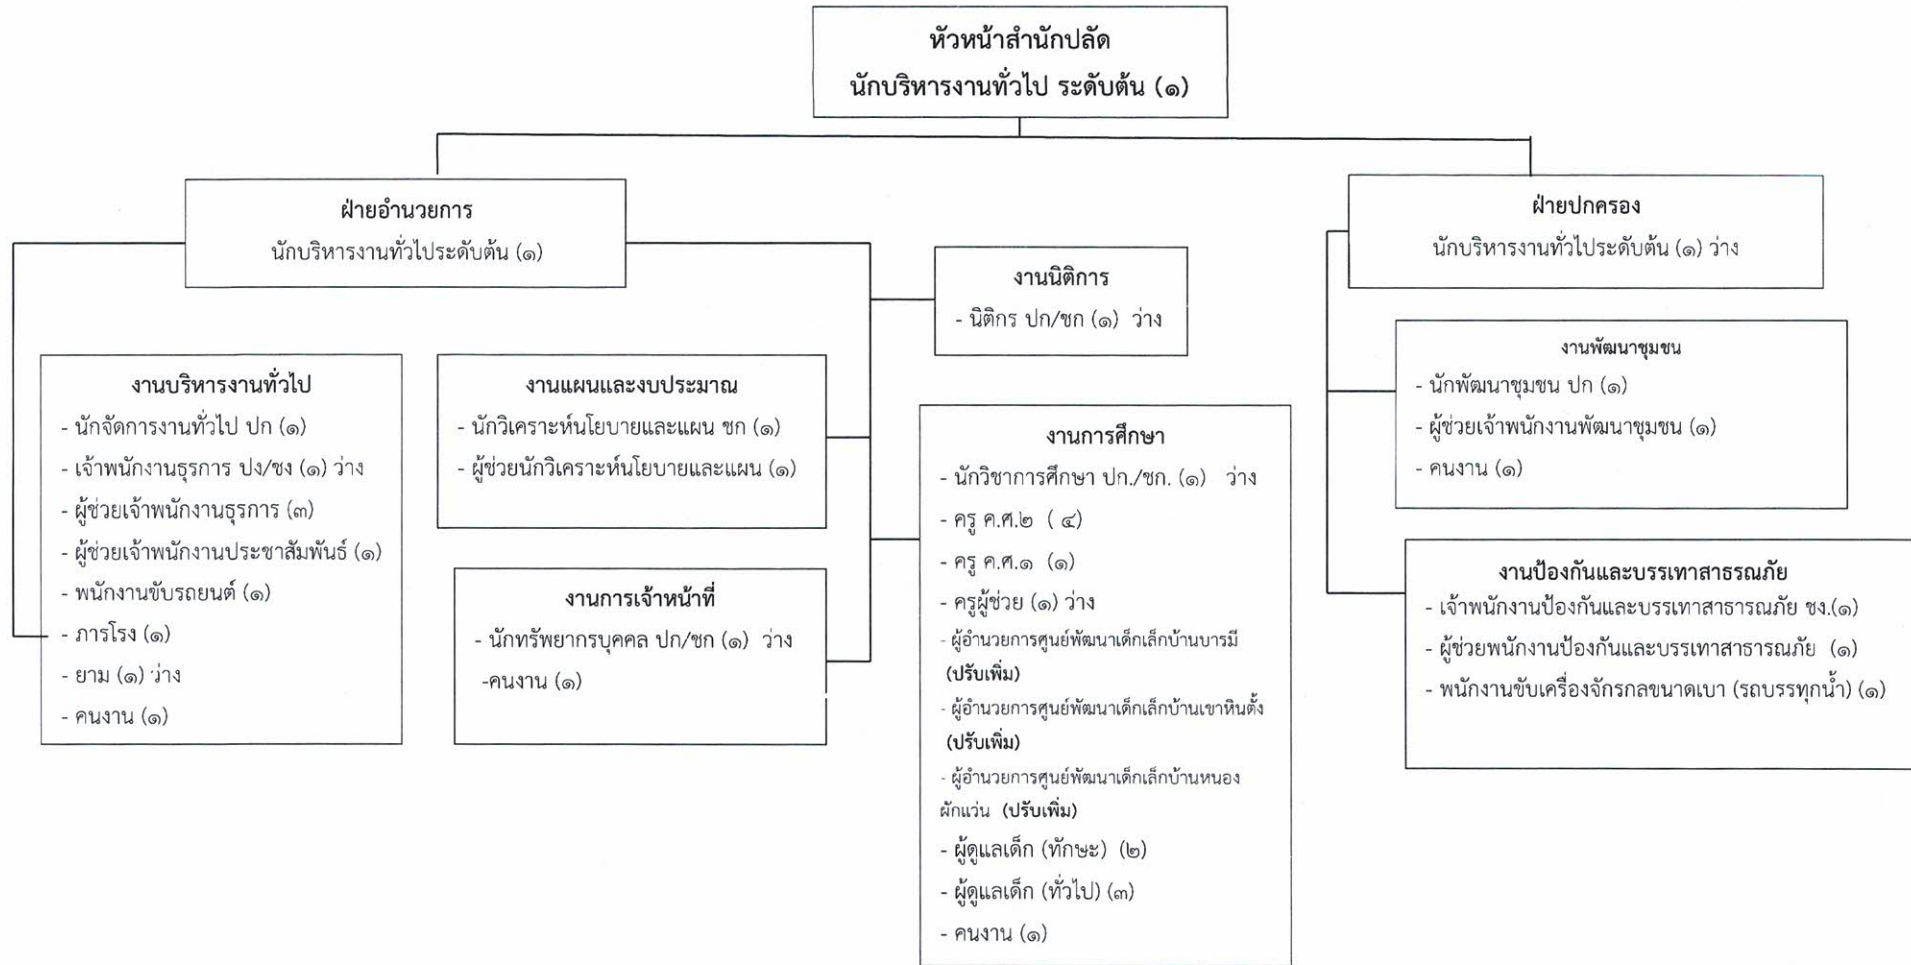 หัวหน้าสำนักปลัด
นักบริหารงานทั่วไป ระดับต้น (๑)
ฝ่ายอำนวยการ
นักบริหารงานทั่วไประดับต้น (๑)
ฝ่ายปกครอง
นักบริหารงานทั่วไประดับต้น (๑) ว่าง
งานนิติการ
- นิติกร ปก/ชก (๑) ว่าง
งานบริหารงานทั่วไป
- นักจัดการงานทั่วไป ปก (๑)
- เจ้าพนักงานธุรการ ปง/ชง (๑) ว่าง
- ผู้ช่วยเจ้าพนักงานธุรการ (๓)
- ผู้ช่วยเจ้าพนักงานประชาสัมพันธ์ (๑)
- พนักงานขับรถยนต์ (๑)
- ภารโรง (๑)
- ยาม (๑) ว่าง
- คนงาน (๑)
งานแผนและงบประมาณ
- นักวิเคราะห์นโยบายและแผน ชก (๑)
- ผู้ช่วยนักวิเคราะห์นโยบายและแผน (๑)
งานการเจ้าหน้าที่
- นักทรัพยากรบุคคล ปก/ชก (๑) ว่าง
-คนงาน (๑)
งานการศึกษา
- นักวิชาการศึกษา ปก./ชก. (๑) ว่าง
- ครู ค.ศ.๒ ( ๔)
- ครู ค.ศ.๑ (๑)
- ครูผู้ช่วย (๑) ว่าง
- ผู้อำนวยการศูนย์พัฒนาเด็กเล็กบ้านบารมี
(ปรับเพิ่ม)
- ผู้อำนวยการศูนย์พัฒนาเด็กเล็กบ้านเขาหินตั้ง
(ปรับเพิ่ม)
- ผู้อำนวยการศูนย์พัฒนาเด็กเล็กบ้านหนอง
ผักแว่น (ปรับเพิ่ม)
- ผู้ดูแลเด็ก (ทักษะ) (๒)
- ผู้ดูแลเด็ก (ทั่วไป) (๓)
- คนงาน (๑)
งานพัฒนาชุมชน
- นักพัฒนาชุมชน ปก (๑)
- ผู้ช่วยเจ้าพนักงานพัฒนาชุมชน (๑)
- คนงาน (๑)
งานป้องกันและบรรเทาสาธรณภัย
- เจ้าพนักงานป้องกันและบรรเทาสาธารณภัย ชง.(๑)
- ผู้ช่วยพนักงานป้องกันและบรรเทาสาธารณภัย (๑)
- พนักงานขับเครื่องจักรกลขนาดเบา (รถบรรทุกน้ำ) (๑)